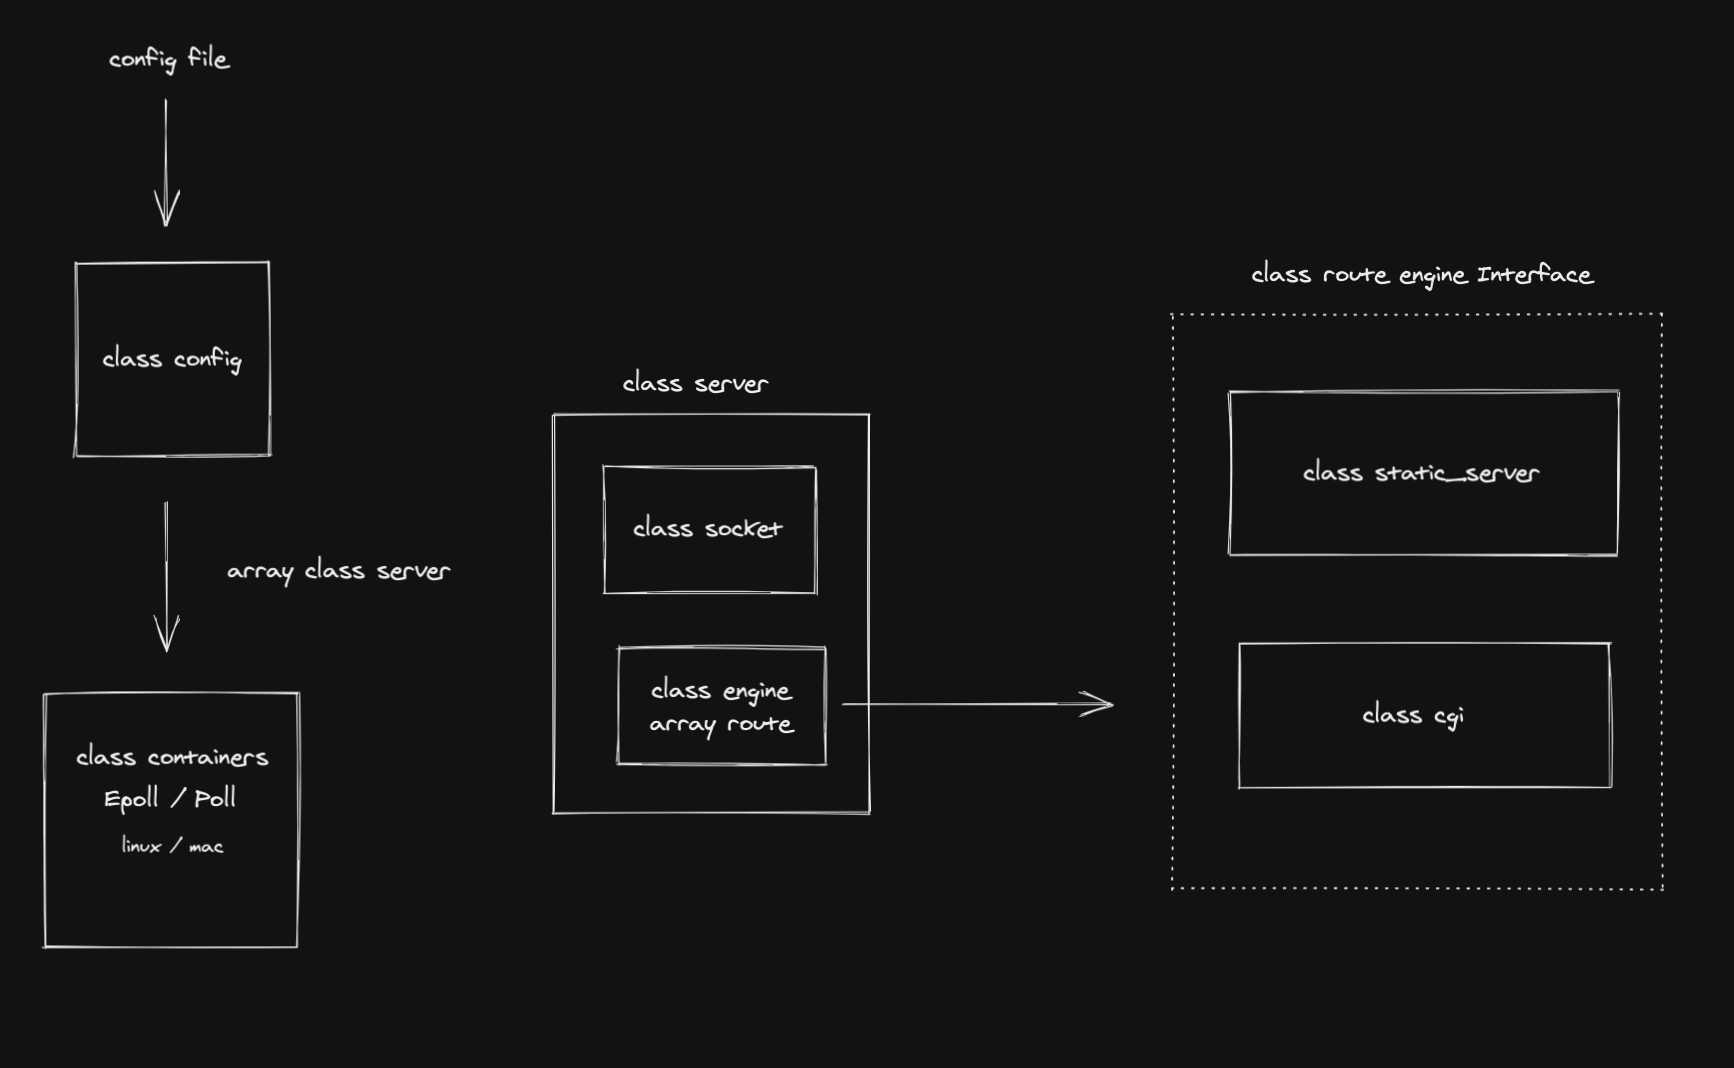 config file
class config
array class server
class containers
Epoll / Poll
linux / mac
class server
class socket
class engine
array route
class route engine Interface
class static_server
class cgi